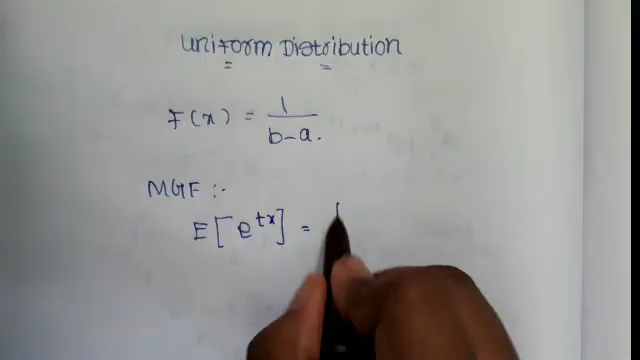 Uniform Distribution
F(x) = 1/b-a.
MGF :-
E[e^tx] =